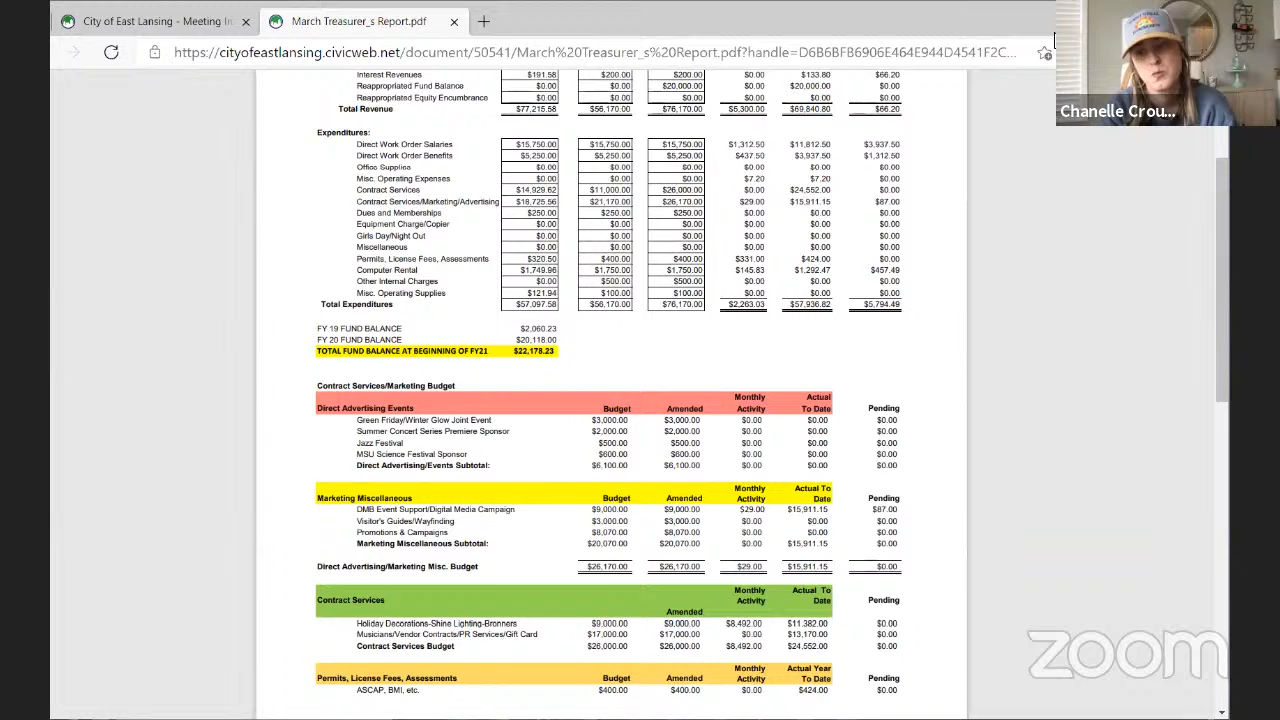 City of East Lansing - Meeting In
March Treasurer_s Report.pdf
https://cityofeastlansing.civicweb.net/document/50541/March%20Treasurer_s%20Report.pdf?handle=D6B6BFB6906E464E944D4541F2C...
Chanelle Crou...
Interest Revenues $191.58 $200.00 $200.00 $0.00 $133.80 $66.20
Reappropriated Fund Balance $0.00 $0.00 $20,000.00 $0.00 $20,000.00 $0.00
Reappropriated Equity Encumbrance $0.00 $0.00 $0.00 $0.00 $0.00 $0.00
Total Revenue $77,215.58 $56,170.00 $76,170.00 $5,300.00 $69,840.80 $66.20
Expenditures:
Direct Work Order Salaries $15,750.00 $15,750.00 $15,750.00 $1,312.50 $11,812.50 $3,937.50
Direct Work Order Benefits $5,250.00 $5,250.00 $5,250.00 $437.50 $3,937.50 $1,312.50
Office Supplies $0.00 $0.00 $0.00 $0.00 $0.00 $0.00
Misc. Operating Expenses $0.00 $0.00 $0.00 $7.20 $7.20 $0.00
Contract Services $14,929.62 $11,000.00 $26,000.00 $0.00 $24,552.00 $0.00
Contract Services/Marketing/Advertising $18,725.56 $21,170.00 $26,170.00 $29.00 $15,911.15 $87.00
Dues and Memberships $250.00 $250.00 $250.00 $0.00 $0.00 $0.00
Equipment Charge/Copier $0.00 $0.00 $0.00 $0.00 $0.00 $0.00
Girls Day/Night Out $0.00 $0.00 $0.00 $0.00 $0.00 $0.00
Miscellaneous $0.00 $0.00 $0.00 $0.00 $0.00 $0.00
Permits, License Fees, Assessments $320.50 $400.00 $400.00 $331.00 $424.00 $0.00
Computer Rental $1,749.96 $1,750.00 $1,750.00 $145.83 $1,292.47 $457.49
Other Internal Charges $0.00 $500.00 $500.00 $0.00 $0.00 $0.00
Misc. Operating Supplies $121.94 $100.00 $100.00 $0.00 $0.00 $0.00
Total Expenditures $57,097.58 $56,170.00 $76,170.00 $2,263.03 $57,936.82 $5,794.49
FY 19 FUND BALANCE $2,060.23
FY 20 FUND BALANCE $20,118.00
TOTAL FUND BALANCE AT BEGINNING OF FY21 $22,178.23
Contract Services/Marketing Budget
Monthly Actual
Direct Advertising Events Budget Amended Activity To Date Pending
Green Friday/Winter Glow Joint Event $3,000.00 $3,000.00 $0.00 $0.00 $0.00
Summer Concert Series Premiere Sponsor $2,000.00 $2,000.00 $0.00 $0.00 $0.00
Jazz Festival $500.00 $500.00 $0.00 $0.00 $0.00
MSU Science Festival Sponsor $600.00 $600.00 $0.00 $0.00 $0.00
Direct Advertising/Events Subtotal: $6,100.00 $6,100.00 $0.00 $0.00 $0.00
Monthly Actual To
Marketing Miscellaneous Budget Amended Activity Date Pending
DMB Event Support/Digital Media Campaign $9,000.00 $9,000.00 $29.00 $15,911.15 $87.00
Visitor's Guides/Wayfinding $3,000.00 $3,000.00 $0.00 $0.00 $0.00
Promotions & Campaigns $8,070.00 $8,070.00 $0.00 $0.00 $0.00
Marketing Miscellaneous Subtotal: $20,070.00 $20,070.00 $0.00 $15,911.15 $0.00
Direct Advertising/Marketing Misc. Budget $26,170.00 $26,170.00 $29.00 $15,911.15 $0.00
Monthly Actual To
Contract Services Activity Date Pending
Amended
Holiday Decorations-Shine Lighting-Bronners $9,000.00 $9,000.00 $8,492.00 $11,382.00 $0.00
Musicians/Vendor Contracts/PR Services/Gift Card $17,000.00 $17,000.00 $0.00 $13,170.00 $0.00
Contract Services Budget $26,000.00 $26,000.00 $8,492.00 $24,552.00 $0.00
Monthly Actual Year
Permits, License Fees, Assessments Budget Amended Activity To Date Pending
ASCAP, BMI, etc. $400.00 $400.00 $0.00 $424.00 $0.00
zoom